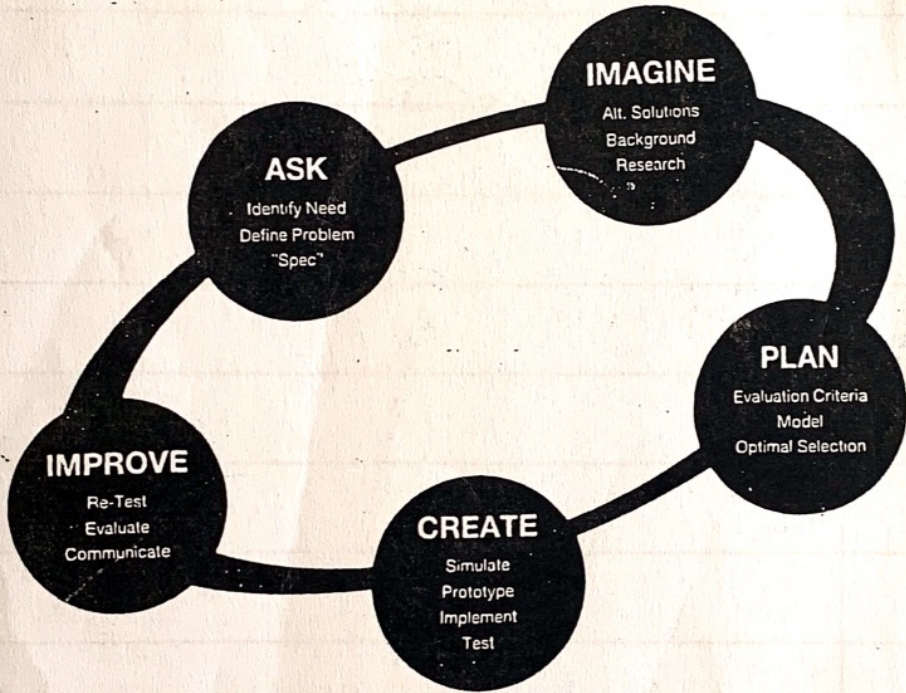 ASK
Identify Need
Define Problem
"Spec"
IMAGINE
Alt. Solutions
Background
Research
PLAN
Evaluation Criteria
Model
Optimal Selection
CREATE
Simulate
Prototype
Implement
Test
IMPROVE
Re-Test
Evaluate
Communicate